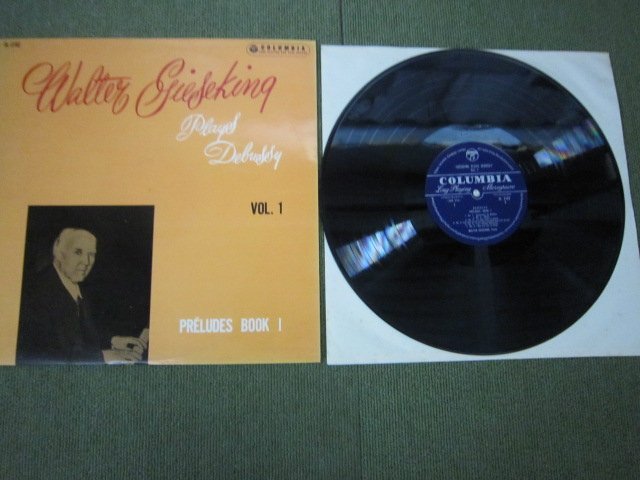 COLUMBIA
Walter Gieseking
Plays
Debussy
VOL. 1
PRÉLUDES BOOK I
COLUMBIA
Long Playing Microgroove